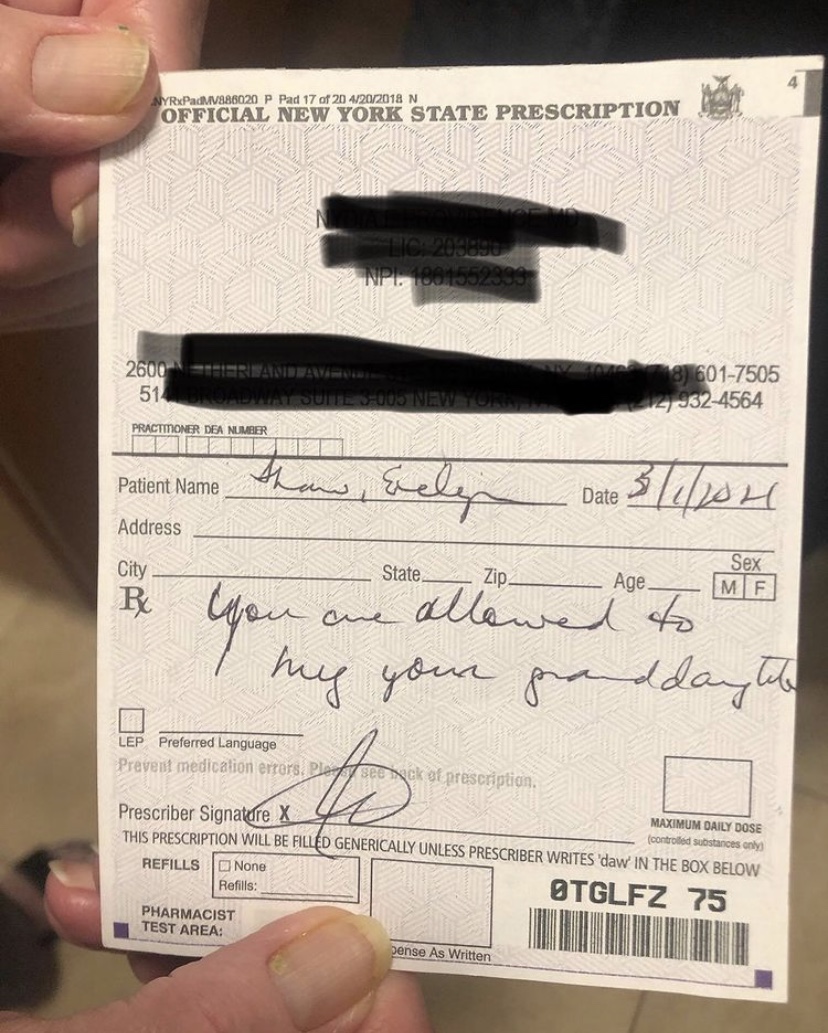 NYRxPadMV886020 P Pad 17 of 20 4/20/2018 N
4
OFFICIAL NEW YORK STATE PRESCRIPTION
LIC:
NPI:
2600 601-7505
932-4564
PRACTITIONER DEA NUMBER
Patient Name Shaw, Evelyn Date 3/1/2021
Address
City State Zip Age Sex M F
Rx You are allowed to
hug your granddaughter
LEP Preferred Language
Prevent medication errors. Please see back of prescription.
Prescriber Signature X
MAXIMUM DAILY DOSE
(controlled substances only)
THIS PRESCRIPTION WILL BE FILLED GENERICALLY UNLESS PRESCRIBER WRITES 'daw' IN THE BOX BELOW
REFILLS None
Refills:
0TGLFZ 75
PHARMACIST
TEST AREA:
As Written